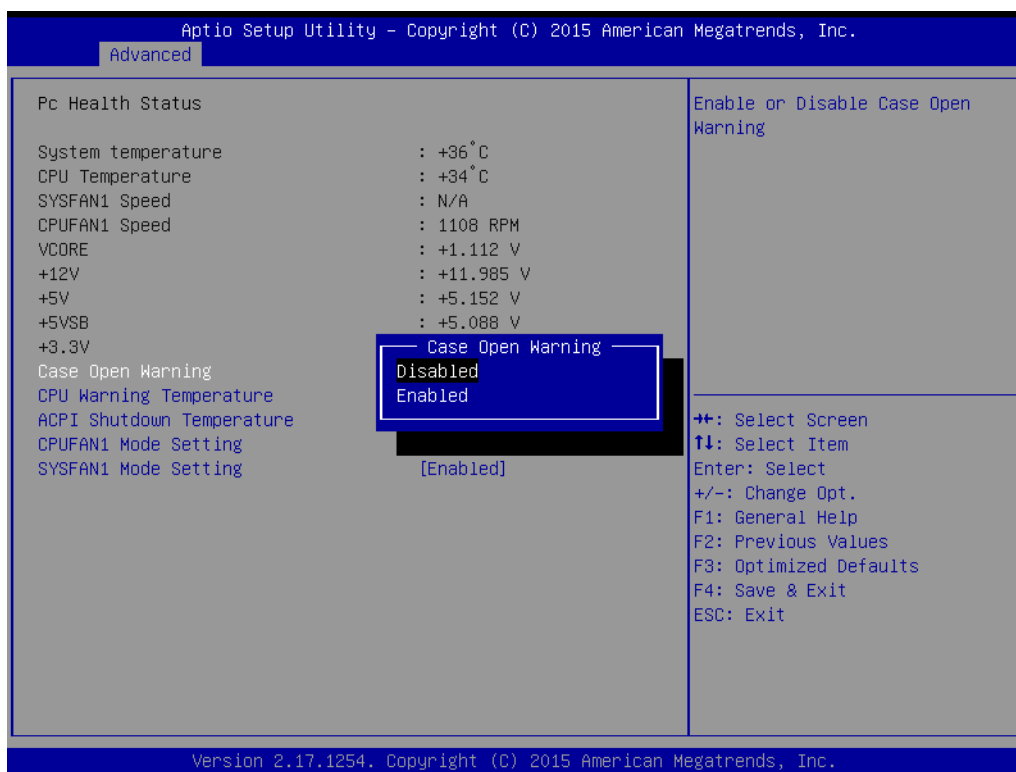 Aptio Setup Utility – Copyright (C) 2015 American Megatrends, Inc.
Advanced
Pc Health Status
System temperature : +36°C
CPU Temperature : +34°C
SYSFAN1 Speed : N/A
CPUFAN1 Speed : 1108 RPM
VCORE : +1.112 V
+12V : +11.985 V
+5V : +5.152 V
+5VSB : +5.088 V
+3.3V
Case Open Warning
CPU Warning Temperature
ACPI Shutdown Temperature
CPUFAN1 Mode Setting
SYSFAN1 Mode Setting [Enabled]
Case Open Warning
Disabled
Enabled
Enable or Disable Case Open
Warning
→←: Select Screen
↑↓: Select Item
Enter: Select
+/-: Change Opt.
F1: General Help
F2: Previous Values
F3: Optimized Defaults
F4: Save & Exit
ESC: Exit
Version 2.17.1254. Copyright (C) 2015 American Megatrends, Inc.